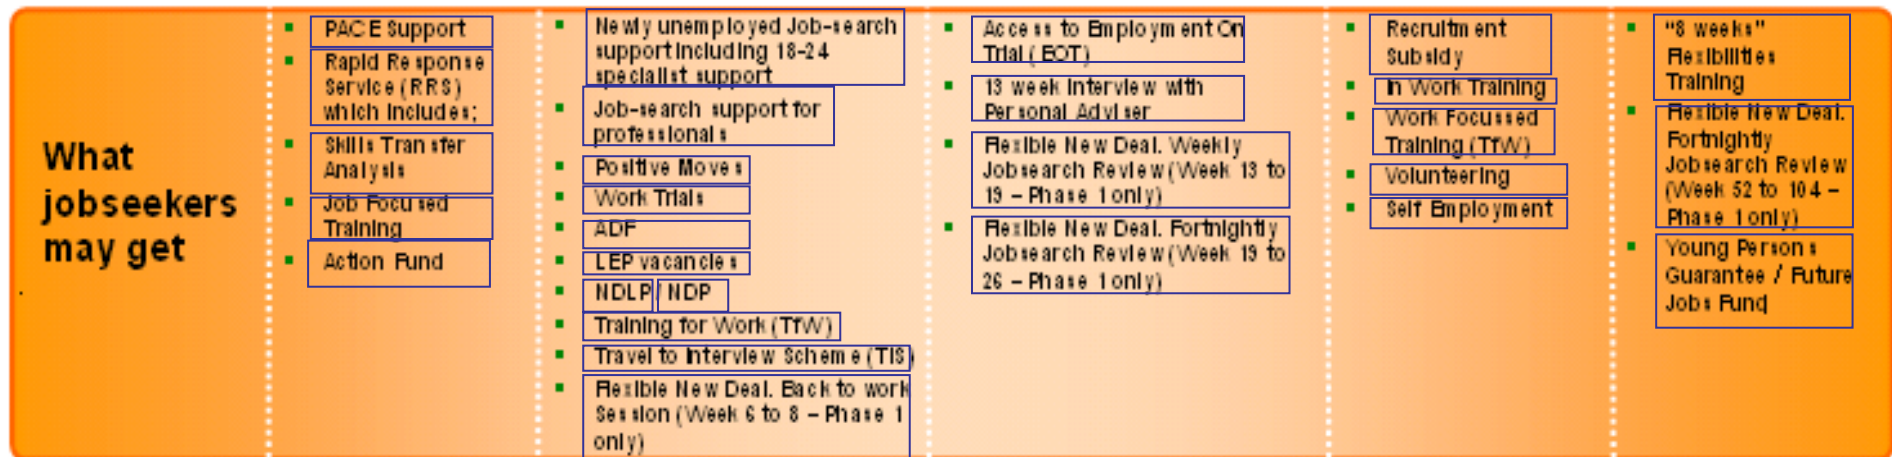 What
jobseekers
may get
PACE Support
Rapid Response
Service (RRS)
which includes;
Skills Transfer
Analysis
Job Focused
Training
Action Fund
Newly unemployed Job-search
support including 18-24
specialist support
Job-search support for
professionals
Positive Moves
Work Trials
ADF
LEP vacancies
NDLP/ NDP
Training for Work (TfW)
Travel to Interview Scheme (TIS)
Flexible New Deal. Back to work
Session (Week 6 to 8 – Phase 1
only)
Access to Employment On
Trial ( EOT)
13 week Interview with
Personal Adviser
Flexible New Deal. Weekly
Jobsearch Review (Week 13 to
19 – Phase 1 only)
Flexible New Deal. Fortnightly
Jobsearch Review (Week 19 to
26 – Phase 1 only)
Recruitment
Subsidy
In Work Training
Work Focussed
Training (TfW)
Volunteering
Self Employment
“8 weeks”
Flexibilities
Training
Flexible New Deal.
Fortnightly
Jobsearch Review
(Week 52 to 104 –
Phase 1 only)
Young Persons
Guarantee / Future
Jobs Fund